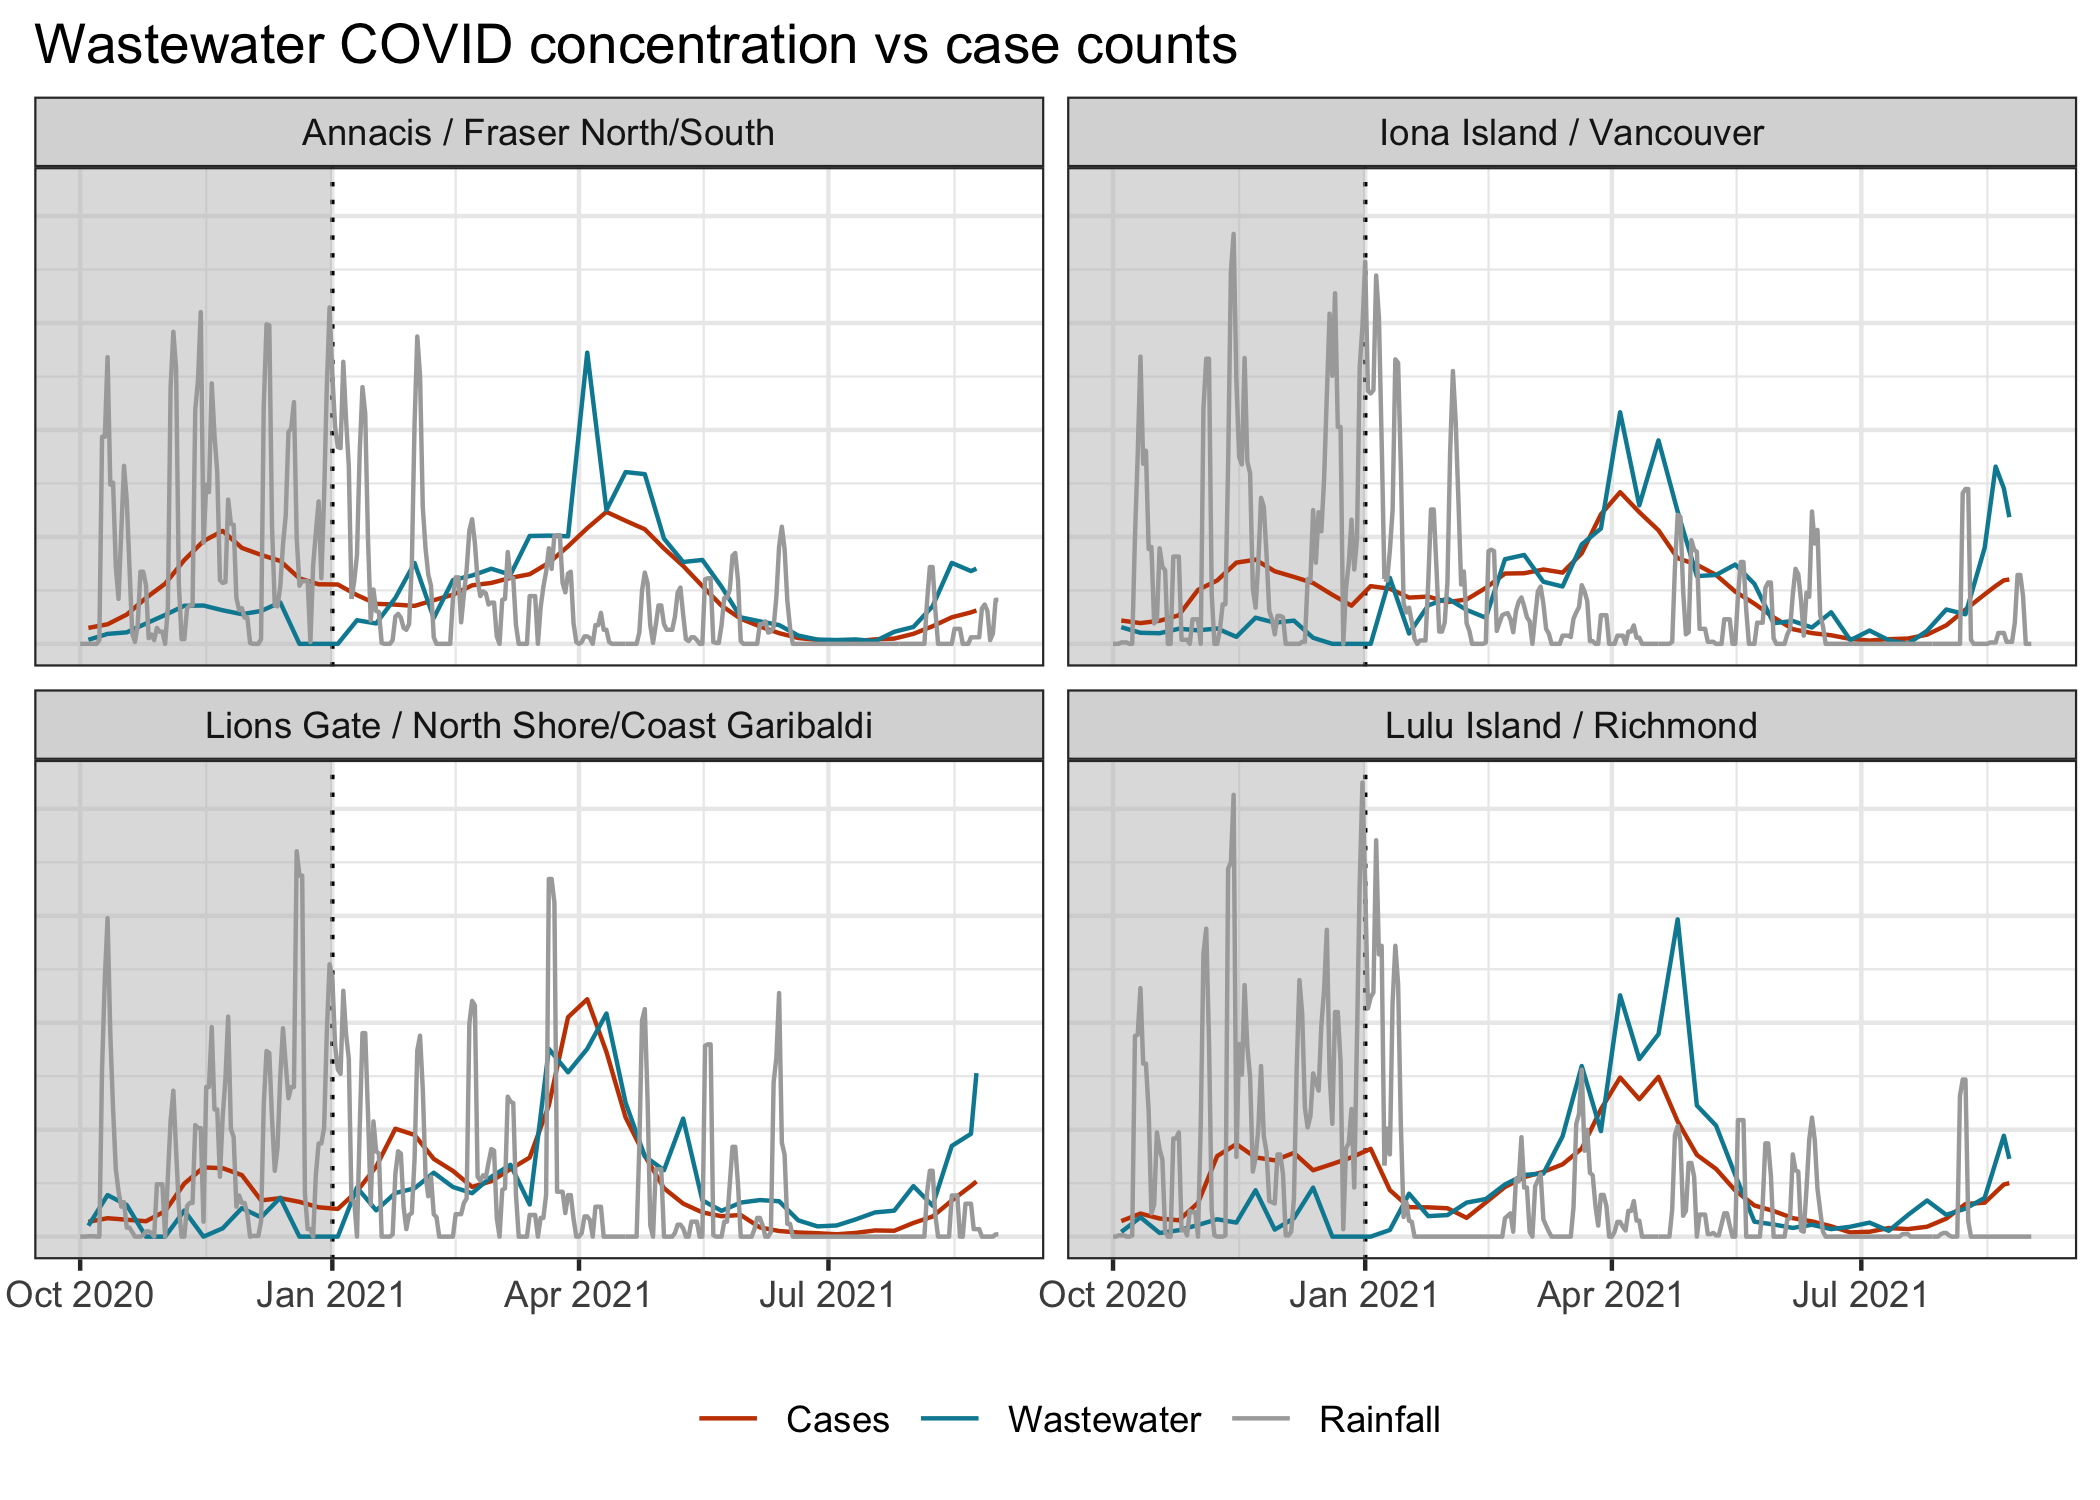 Wastewater COVID concentration vs case counts
Annacis / Fraser North/South
Iona Island / Vancouver
Lions Gate / North Shore/Coast Garibaldi
Lulu Island / Richmond
Oct 2020 Jan 2021 Apr 2021 Jul 2021 Oct 2020 Jan 2021 Apr 2021 Jul 2021
Cases Wastewater Rainfall